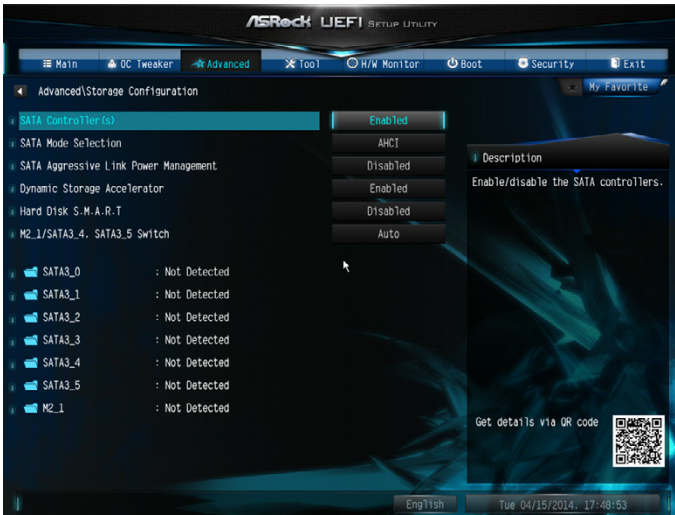 ASRock UEFI SETUP UTILITY
Main OC Tweaker Advanced Tool H/W Monitor Boot Security Exit
Advanced\Storage Configuration
My Favorite
SATA Controller(s) Enabled
SATA Mode Selection AHCI
SATA Aggressive Link Power Management Disabled
Dynamic Storage Accelerator Enabled
Hard Disk S.M.A.R.T Disabled
M2_1/SATA3_4. SATA3_5 Switch Auto
SATA3_0 : Not Detected
SATA3_1 : Not Detected
SATA3_2 : Not Detected
SATA3_3 : Not Detected
SATA3_4 : Not Detected
SATA3_5 : Not Detected
M2_1 : Not Detected
Description
Enable/disable the SATA controllers.
Get details via QR code
English
Tue 04/15/2014. 17:48:53